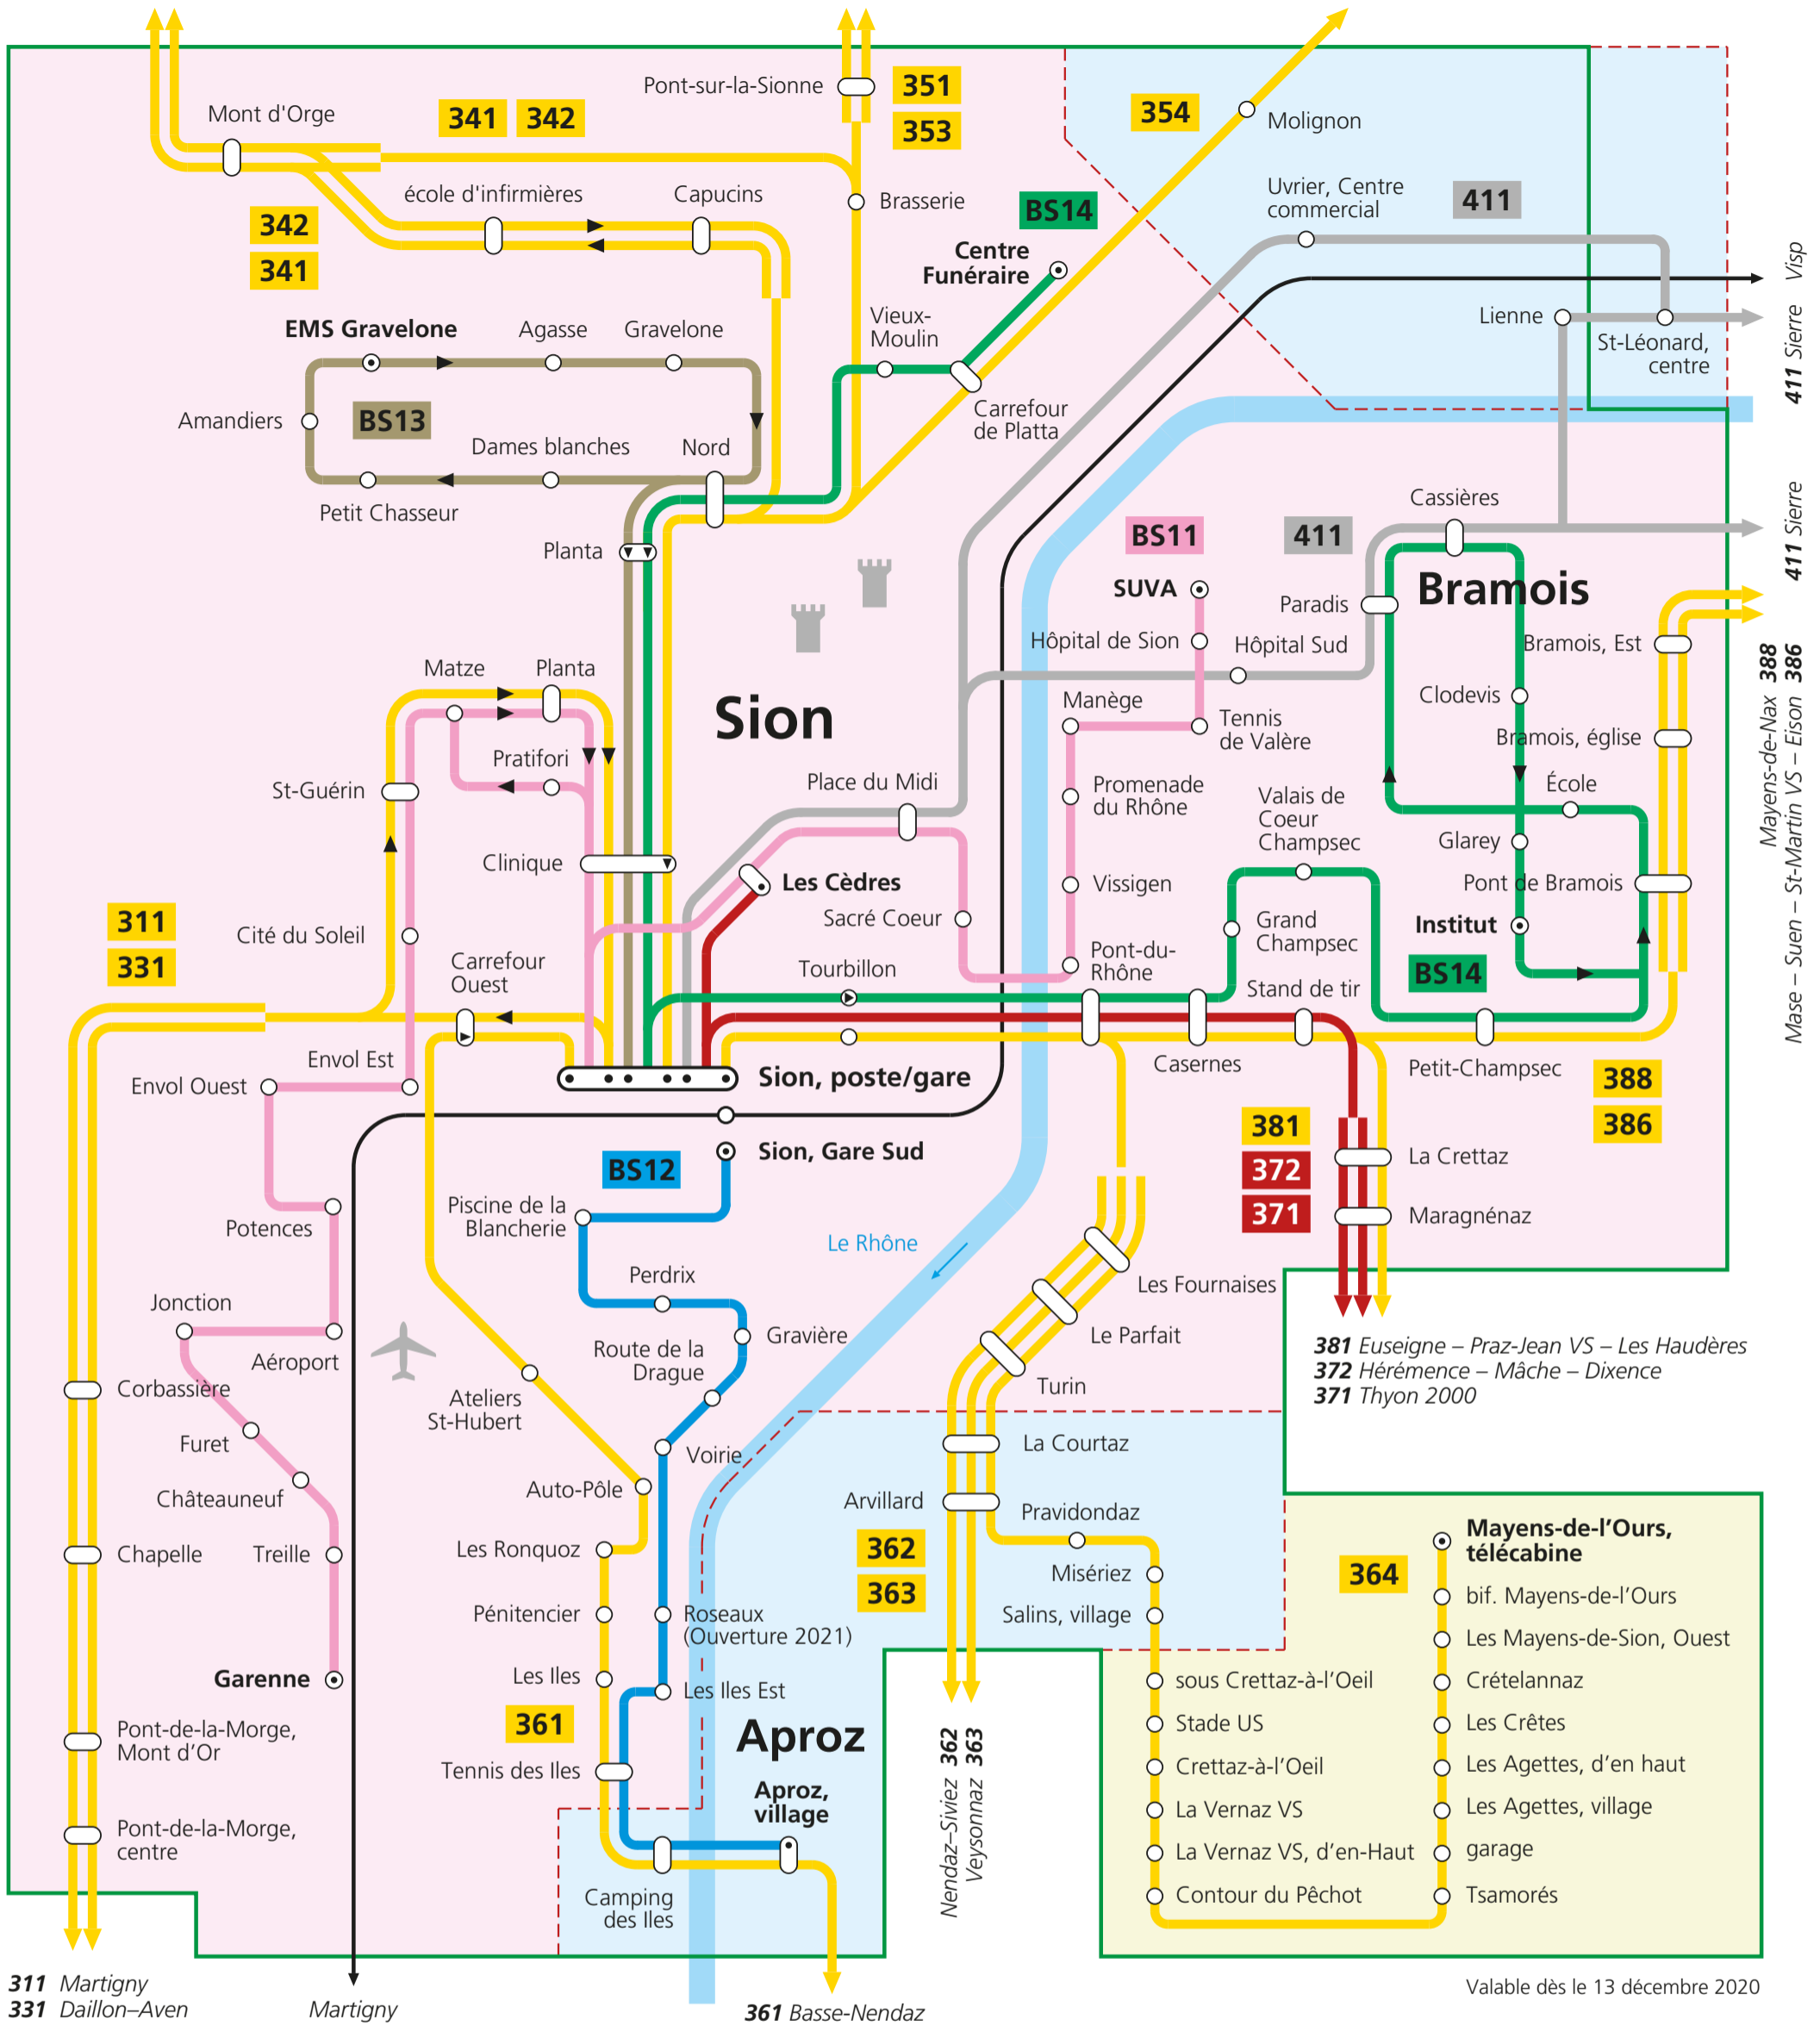 Pont-sur-la-Sionne
351
353
354
Molignon
Mont d'Orge
341 342
école d'infirmières
Capucins
Brasserie
342
341
BS14
Centre
Funéraire
Uvrier, Centre
commercial
411
Visp
EMS Gravelone
Agasse
Gravelone
Vieux-
Moulin
Lienne
St-Léonard,
centre
411 Sierre
Amandiers
BS13
Dames blanches
Nord
Petit Chasseur
Carrefour
de Platta
Planta
BS11
411
Cassières
411 Sierre
SUVA
Paradis
Bramois
Hôpital de Sion
Hôpital Sud
Bramois, Est
Matze
Planta
Sion
Manège
Tennis
de Valère
Clodevis
Bramois, église
Mayens-de-Nax 388
Mase – Suen – St-Martin VS – Eison 386
Pratifori
St-Guérin
Place du Midi
Promenade
du Rhône
Valais de
Coeur
Champsec
École
Glarey
Clinique
Les Cèdres
Vissigen
Pont de Bramois
311
331
Cité du Soleil
Sacré Coeur
Grand
Champsec
Institut
Carrefour
Ouest
Tourbillon
Pont-du-
Rhône
Stand de tir
BS14
Envol Est
Envol Ouest
Sion, poste/gare
Casernes
Petit-Champsec
388
386
Sion, Gare Sud
BS12
381
372
371
La Crettaz
Maragnénaz
Potences
Piscine de la
Blancherie
Le Rhône
Perdrix
Les Fournaises
Jonction
Aéroport
Route de la
Drague
Gravière
Le Parfait
381 Euseigne – Praz-Jean VS – Les Haudères
372 Hérémence – Mâche – Dixence
371 Thyon 2000
Corbassière
Ateliers
St-Hubert
Turin
Furet
Voirie
La Courtaz
Châteauneuf
Auto-Pôle
Arvillard
Pravidondaz
Chapelle
Treille
Les Ronquoz
362
363
Misériez
364
Mayens-de-l’Ours,
télécabine
bif. Mayens-de-l’Ours
Pénitencier
Roseaux
(Ouverture 2021)
Salins, village
Les Mayens-de-Sion, Ouest
Garenne
Les Iles
Les Iles Est
sous Crettaz-à-l’Oeil
Crételannaz
361
Aproz
Stade US
Les Crêtes
Pont-de-la-Morge,
Mont d’Or
Tennis des Iles
Aproz,
village
Nendaz–Siviez 362
Veysonnaz 363
Crettaz-à-l’Oeil
Les Agettes, d’en haut
La Vernaz VS
Les Agettes, village
Pont-de-la-Morge,
centre
La Vernaz VS, d’en-Haut
garage
Camping
des Iles
Contour du Pêchot
Tsamorés
311 Martigny
331 Daillon–Aven
Martigny
361 Basse-Nendaz
Valable dès le 13 décembre 2020